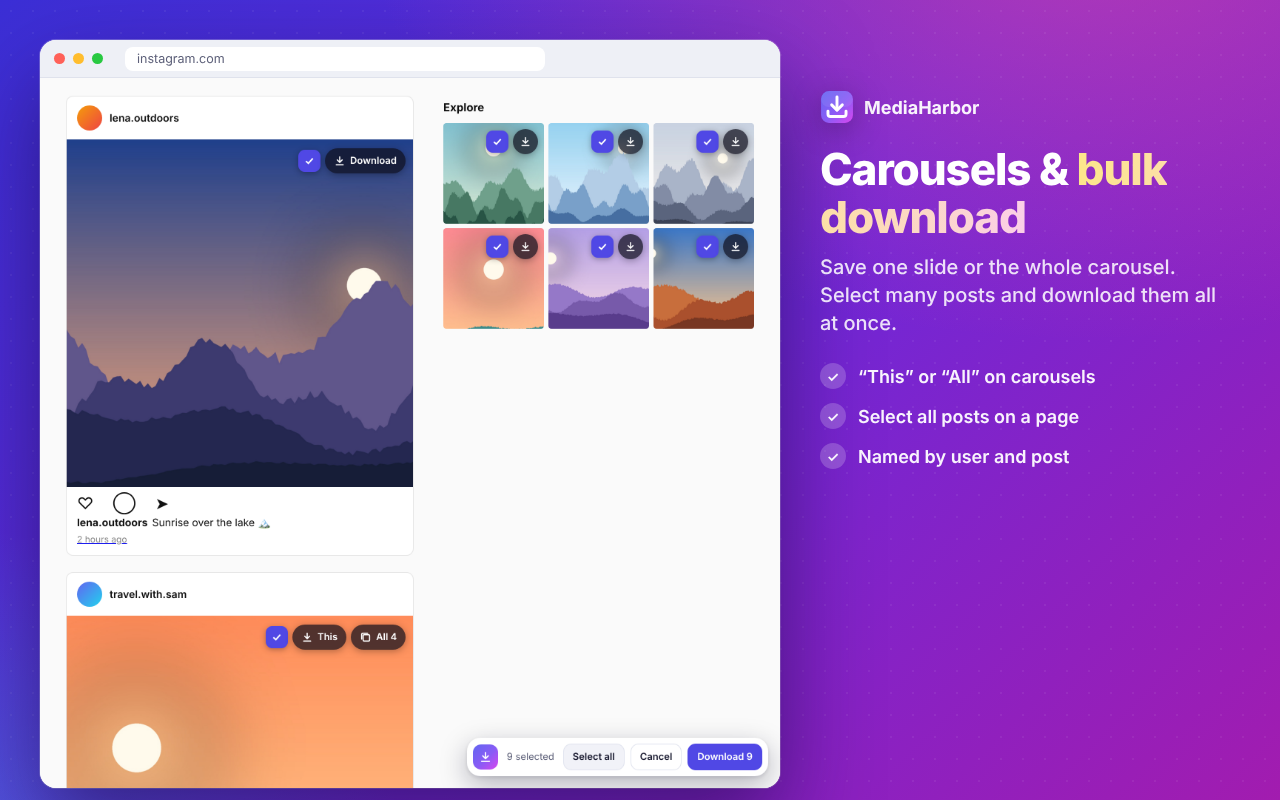 instagram.com
lena.outdoors
Download
lena.outdoors Sunrise over the lake 🏔️
2 hours ago
travel.with.sam
This
All 4
Explore
9 selected
Select all
Cancel
Download 9
MediaHarbor
Carousels & bulk
download
Save one slide or the whole carousel.
Select many posts and download them all
at once.
“This” or “All” on carousels
Select all posts on a page
Named by user and post